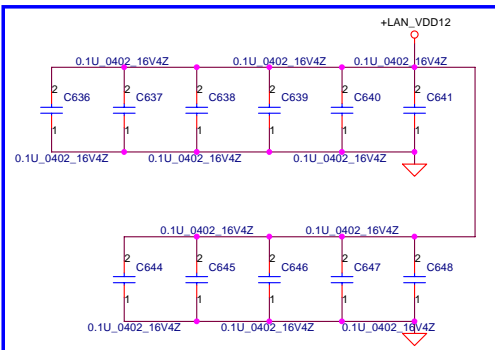 +LAN_VDD12
0.1U_0402_16V4Z 0.1U_0402_16V4Z 0.1U_0402_16V4Z
2 2 2 2 2 2
C636 C637 C638 C639 C640 C641
1 1 1 1 1 1
0.1U_0402_16V4Z 0.1U_0402_16V4Z 0.1U_0402_16V4Z
0.1U_0402_16V4Z 0.1U_0402_16V4Z
2 2 2 2 2
C644 C645 C646 C647 C648
1 1 1 1 1
0.1U_0402_16V4Z 0.1U_0402_16V4Z 0.1U_0402_16V4Z